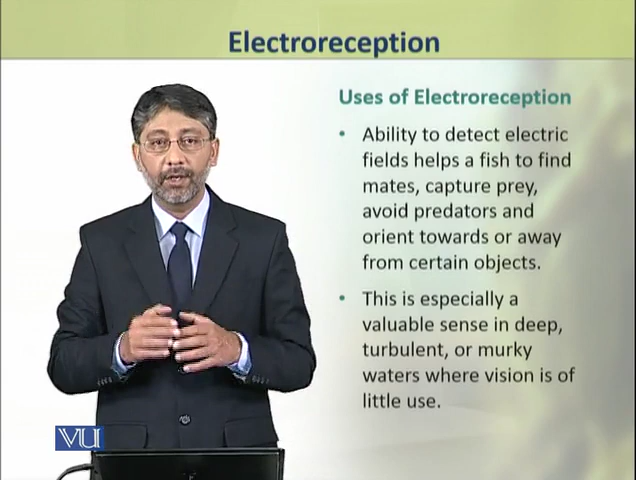 Electroreception
Uses of Electroreception
• Ability to detect electric
fields helps a fish to find
mates, capture prey,
avoid predators and
orient towards or away
from certain objects.
• This is especially a
valuable sense in deep,
turbulent, or murky
waters where vision is of
little use.
VU